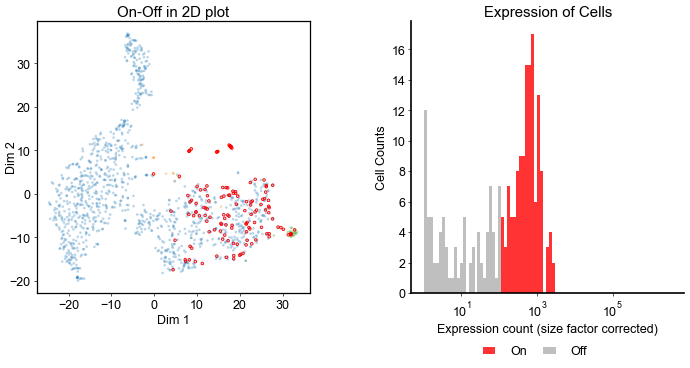 On-Off in 2D plot
30
20
10
0
−10
−20
−20 −10 0 10 20 30
Dim 2
Dim 1
Expression of Cells
16
14
12
10
8
6
4
2
0
10^1 10^3 10^5
Cell Counts
Expression count (size factor corrected)
On Off